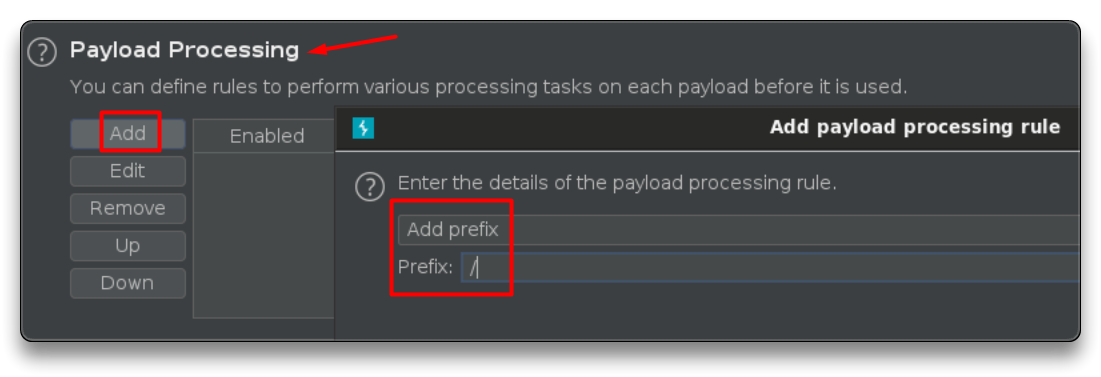 Payload Processing
You can define rules to perform various processing tasks on each payload before it is used.
Add
Enabled
Add payload processing rule
Edit
Enter the details of the payload processing rule.
Remove
Add prefix
Up
Prefix: /
Down